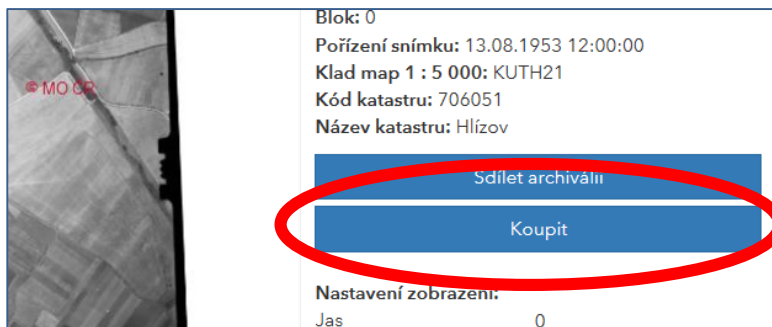 Blok: 0
Pořízení snímku: 13.08.1953 12:00:00
Klad map 1 : 5 000: KUTH21
© MO ČR
Kód katastru: 706051
Název katastru: Hlízov
Sdílet archiválii
Koupit
Nastavení zobrazení:
Jas 0